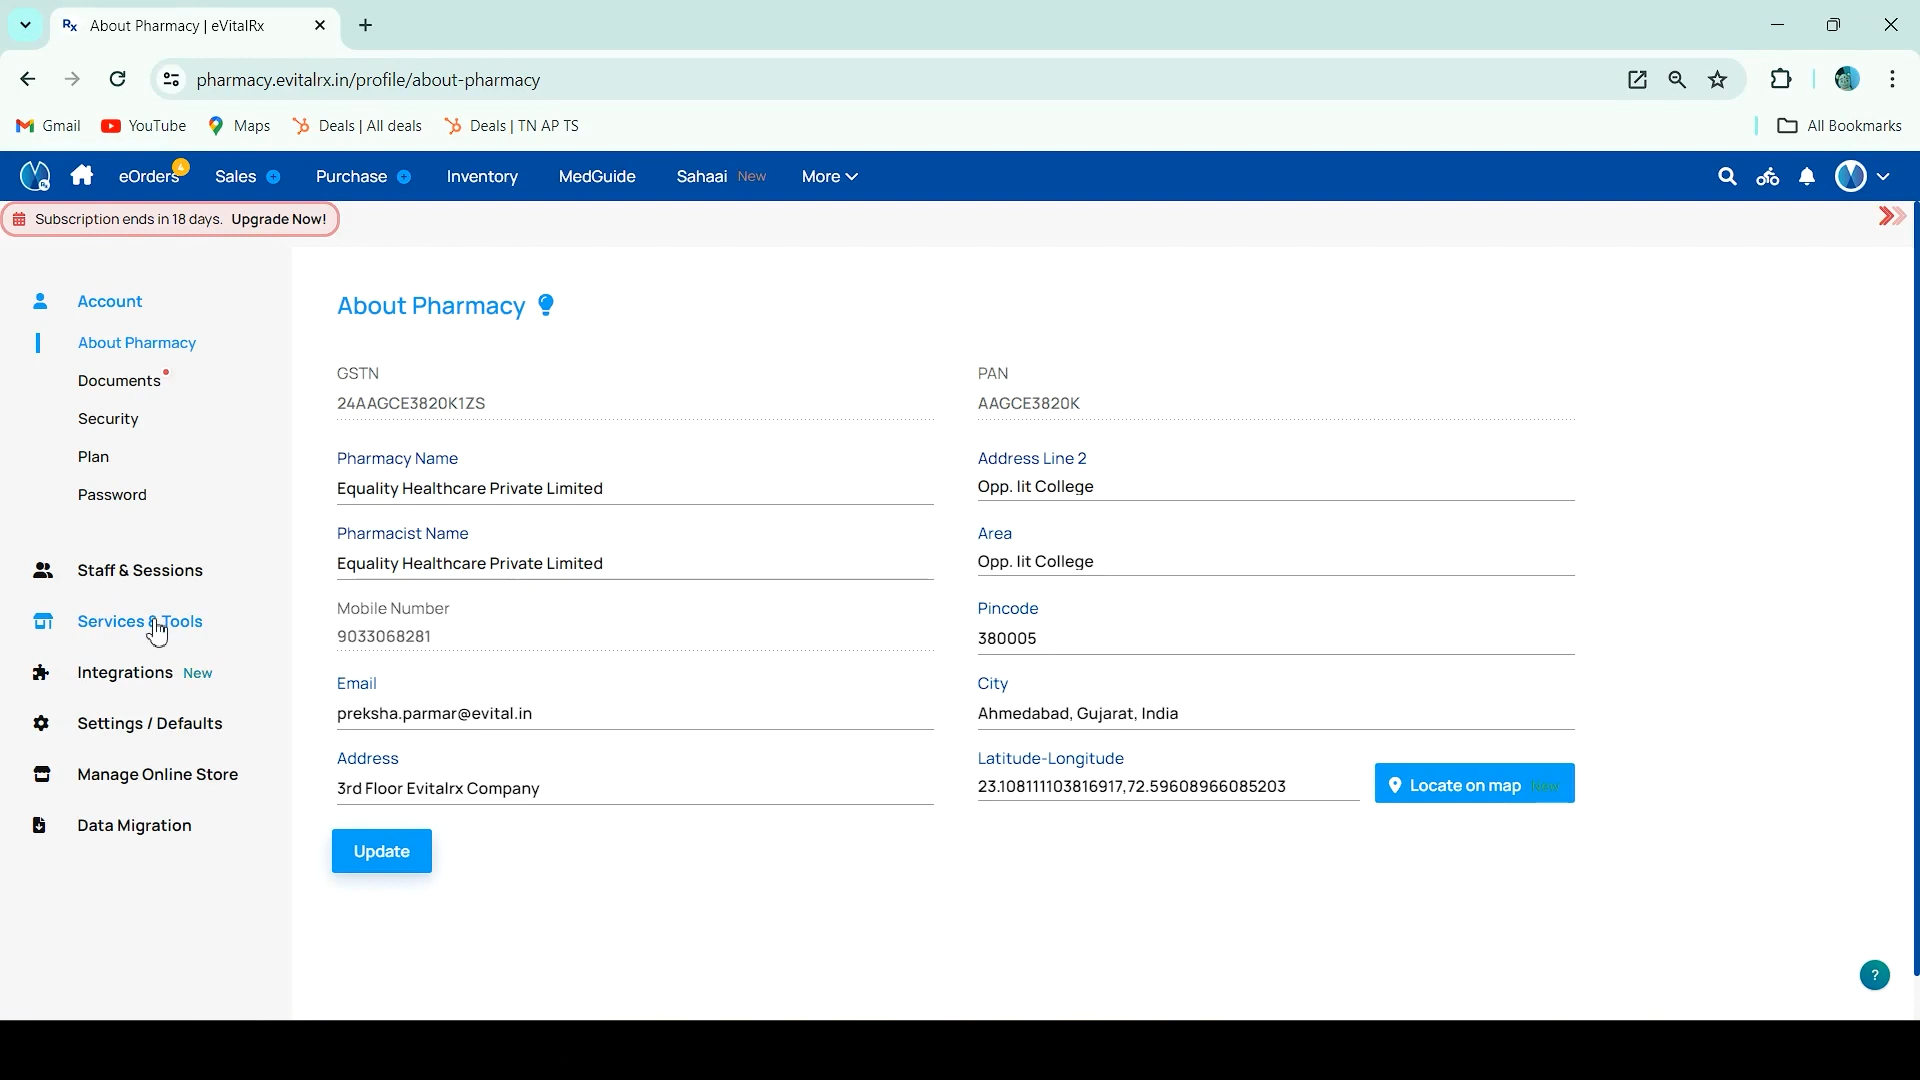 Rx About Pharmacy | eVitalRx
pharmacy.evitalrx.in/profile/about-pharmacy
Gmail YouTube Maps Deals | All deals Deals | TN AP TS All Bookmarks
eOrders 4 Sales Purchase Inventory MedGuide Sahaai New More
Subscription ends in 18 days. Upgrade Now!
Account
About Pharmacy
Documents
Security
Plan
Password
Staff & Sessions
Services & Tools
Integrations New
Settings / Defaults
Manage Online Store
Data Migration
About Pharmacy
GSTN
24AAGCE3820K1ZS
PAN
AAGCE3820K
Pharmacy Name
Equality Healthcare Private Limited
Address Line 2
Opp. Iit College
Pharmacist Name
Equality Healthcare Private Limited
Area
Opp. Iit College
Mobile Number
9033068281
Pincode
380005
Email
preksha.parmar@evital.in
City
Ahmedabad, Gujarat, India
Address
3rd Floor Evitalrx Company
Latitude-Longitude
23.108111103816917,72.59608966085203
Locate on map New
Update
?